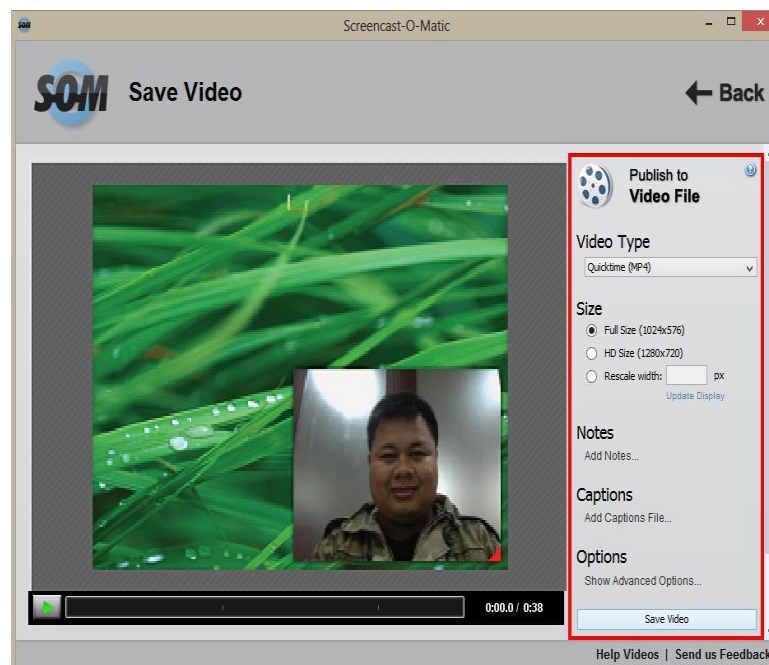 SOM
Screencast-O-Matic
SOM
Save Video
Back
Publish to
Video File
Video Type
Quicktime (MP4)
Size
Full Size (1024x576)
HD Size (1280x720)
Rescale width: px
Update Display
Notes
Add Notes...
Captions
Add Captions File...
Options
Show Advanced Options...
Save Video
0:00.0 / 0:38
Help Videos | Send us Feedback